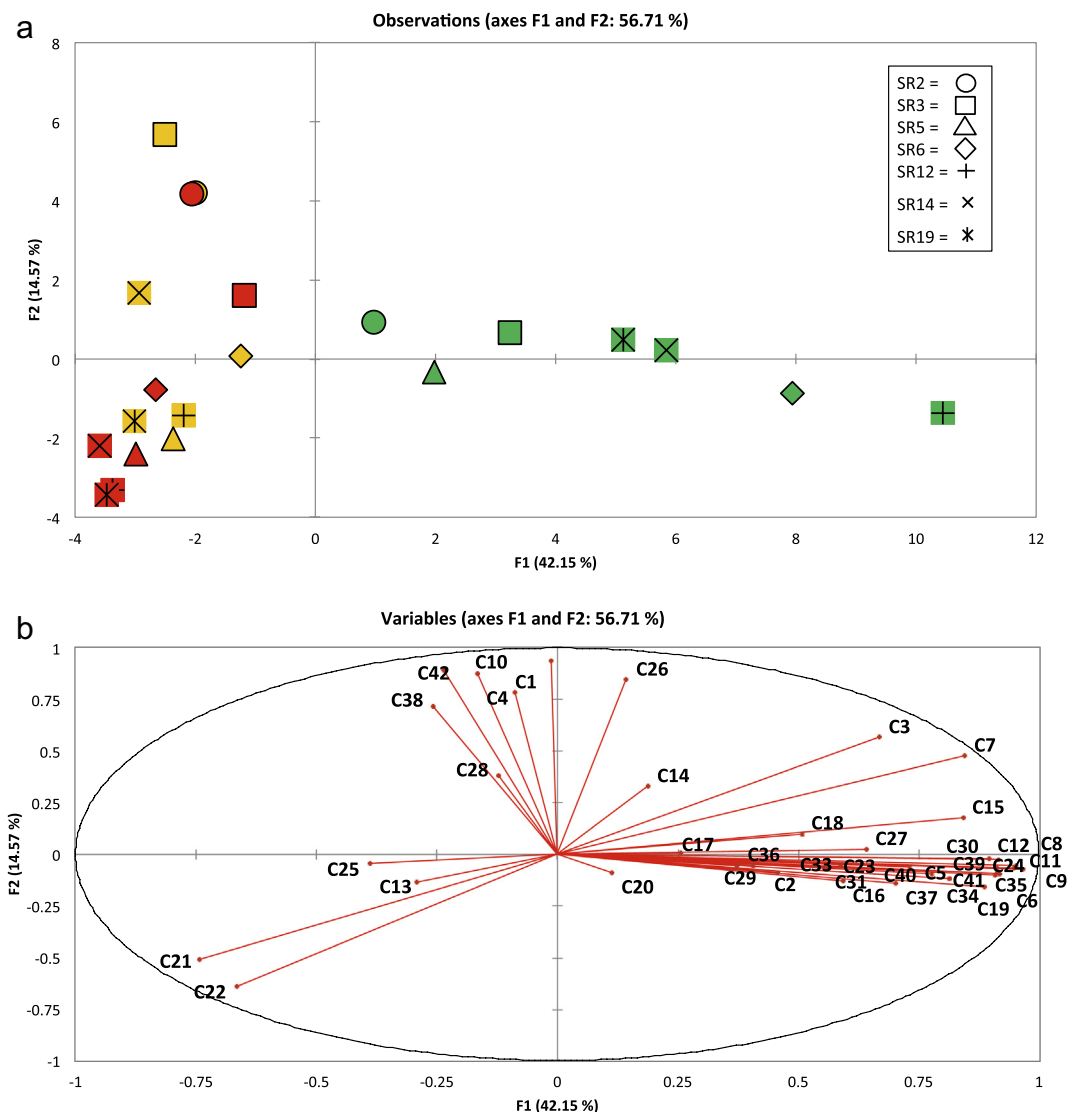 a
Observations (axes F1 and F2: 56.71 %)
8
6
4
2
0
-2
-4
F2 (14.57 %)
SR2 =
SR3 =
SR5 =
SR6 =
SR12 =
SR14 =
SR19 =
-4 -2 0 2 4 6 8 10 12
F1 (42.15 %)
b
Variables (axes F1 and F2: 56.71 %)
1
0.75
0.5
0.25
0
-0.25
-0.5
-0.75
-1
F2 (14.57 %)
C42 C10 C1 C26
C38 C4
C3
C7
C28 C14
C15
C18 C27 C30 C12 C8
C17 C36 C33 C23 C39 C24 C11
C25 C13 C20 C29 C2 C31 C40 C5 C41 C35 C9
C16 C37 C34 C19 C6
C21
C22
-1 -0.75 -0.5 -0.25 0 0.25 0.5 0.75 1
F1 (42.15 %)